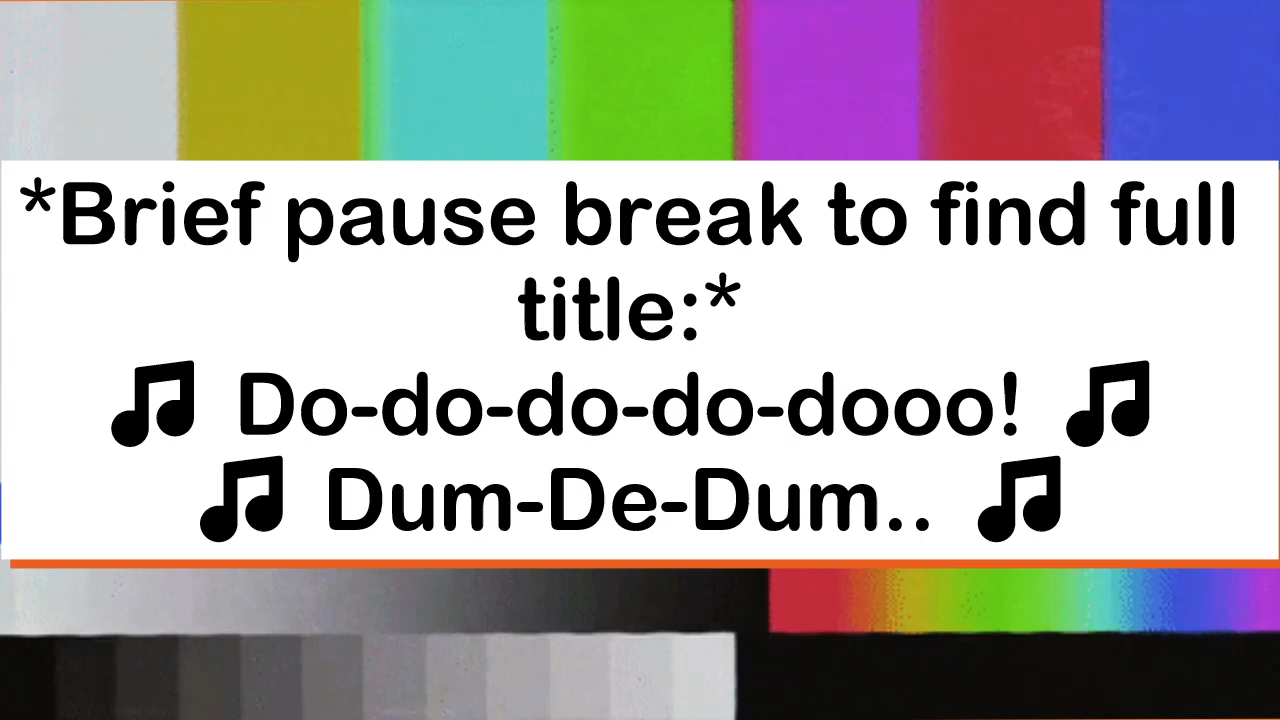 *Brief pause break to find full
title:*
🎵 Do-do-do-do-dooo! 🎵
🎵 Dum-De-Dum.. 🎵